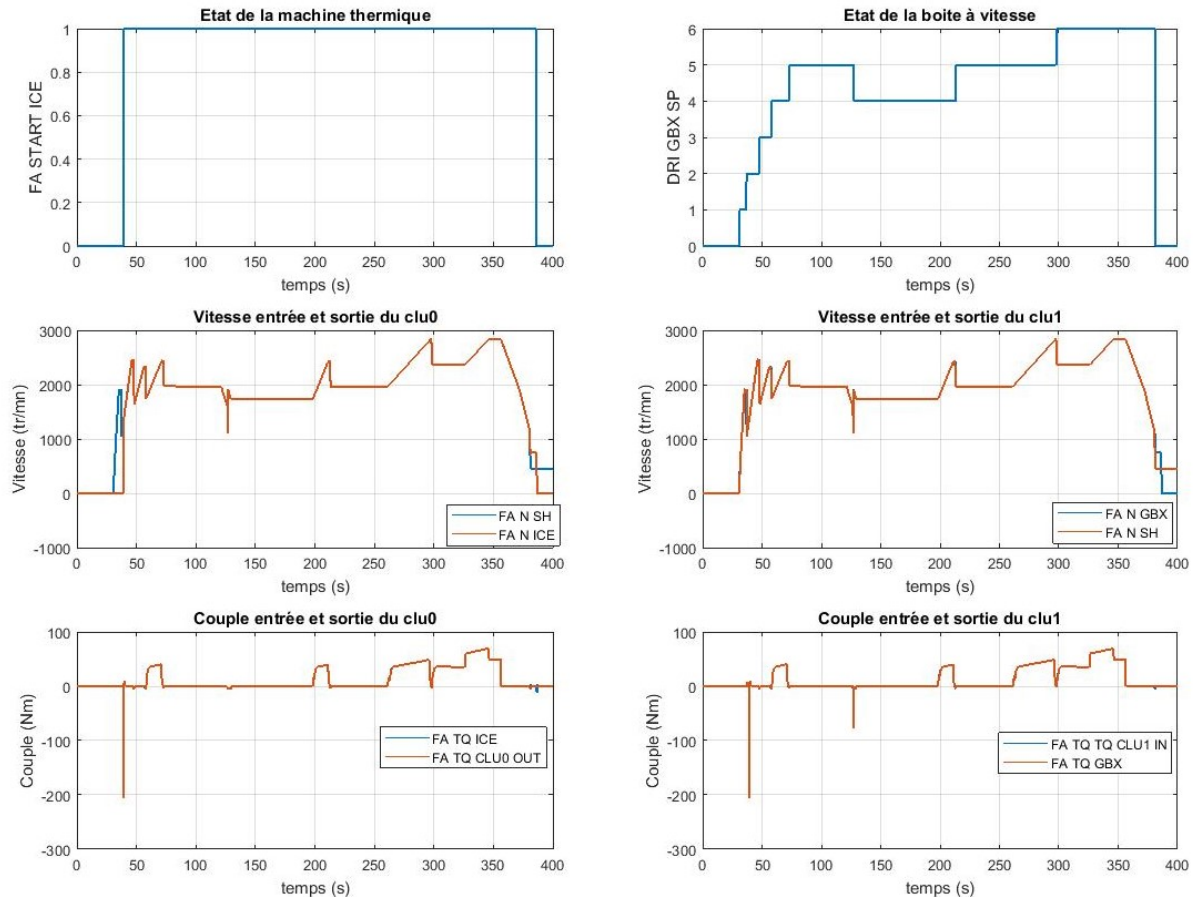 Etat de la machine thermique
FA START ICE
1
0.8
0.6
0.4
0.2
0
0 50 100 150 200 250 300 350 400
temps (s)
Etat de la boite à vitesse
DRI GBX SP
6
5
4
3
2
1
0
0 50 100 150 200 250 300 350 400
temps (s)
Vitesse entrée et sortie du clu0
Vitesse (tr/mn)
3000
2000
1000
0
-1000
FA N SH
FA N ICE
0 50 100 150 200 250 300 350 400
temps (s)
Vitesse entrée et sortie du clu1
Vitesse (tr/mn)
3000
2000
1000
0
-1000
FA N GBX
FA N SH
0 50 100 150 200 250 300 350 400
temps (s)
Couple entrée et sortie du clu0
Couple (Nm)
100
0
-100
-200
-300
FA TQ ICE
FA TQ CLU0 OUT
0 50 100 150 200 250 300 350 400
temps (s)
Couple entrée et sortie du clu1
Couple (Nm)
100
0
-100
-200
-300
FA TQ TQ CLU1 IN
FA TQ GBX
0 50 100 150 200 250 300 350 400
temps (s)